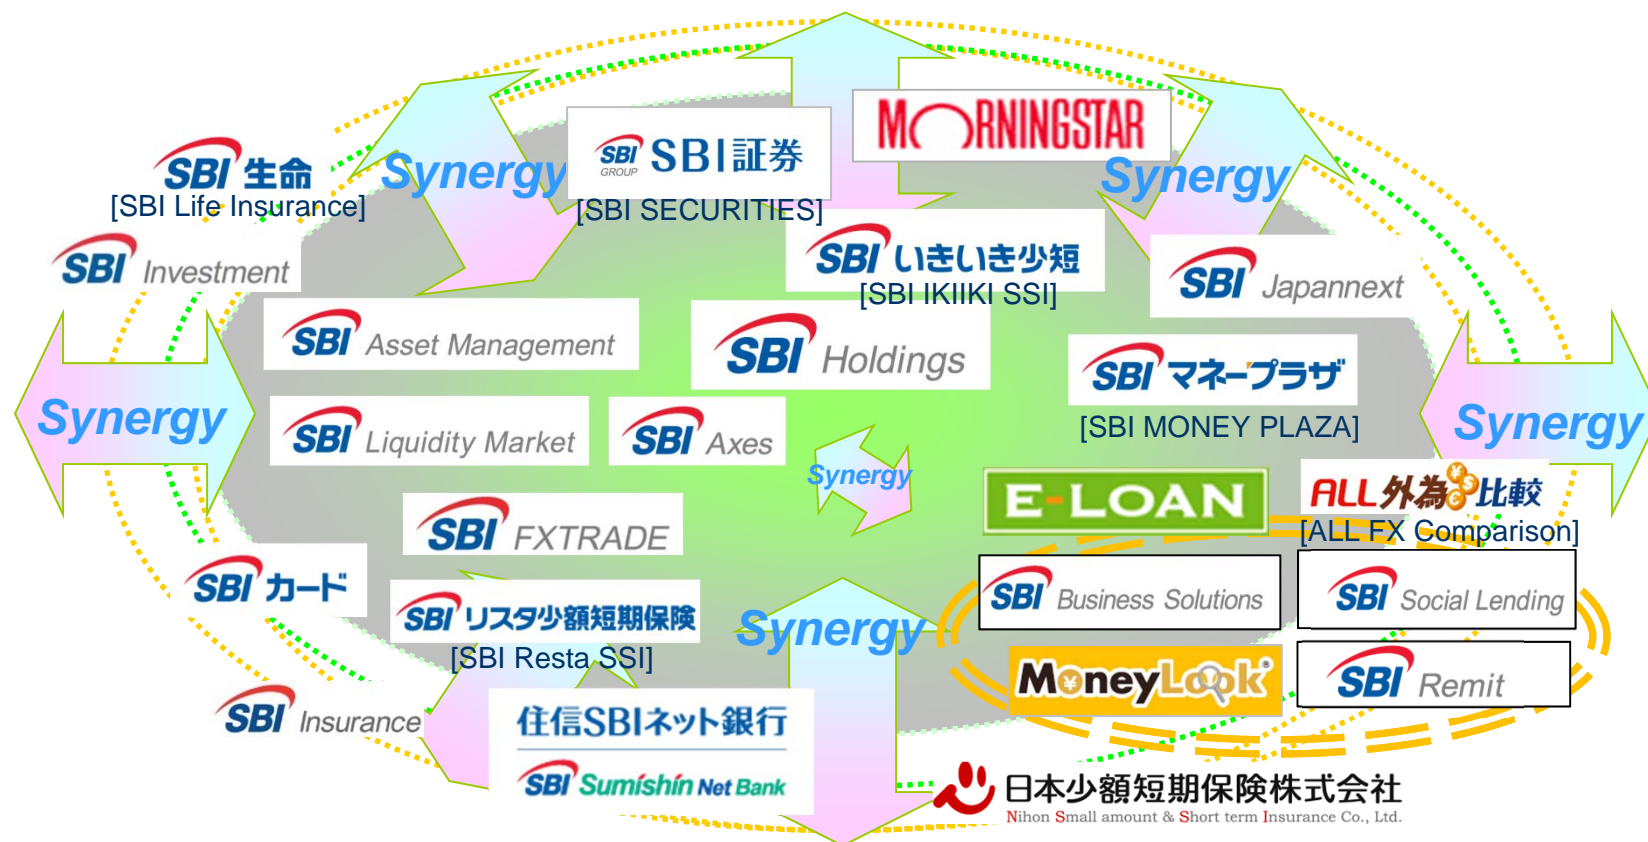 MORNINGSTAR
SBI 生命
[SBI Life Insurance]
Synergy
SBI GROUP SBI証券
[SBI SECURITIES]
Synergy
SBI Investment
SBI いきいき少短
[SBI IKIIKI SSI]
SBI Japannext
SBI Asset Management
SBI Holdings
SBI マネープラザ
[SBI MONEY PLAZA]
Synergy
SBI Liquidity Market
SBI Axes
Synergy
Synergy
SBI FXTRADE
E-LOAN
ALL 外為¥$€比較
[ALL FX Comparison]
SBI カード
SBI リスタ少額短期保険
[SBI Resta SSI]
Synergy
SBI Business Solutions
SBI Social Lending
MoneyLook®
SBI Remit
SBI Insurance
住信SBIネット銀行
SBI Sumishin Net Bank
日本少額短期保険株式会社
Nihon Small amount & Short term Insurance Co., Ltd.